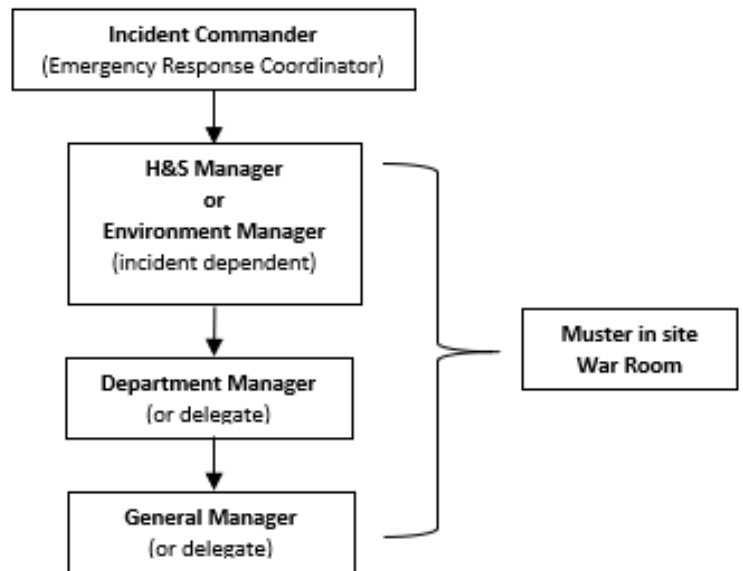 Incident Commander
(Emergency Response Coordinator)
H&S Manager
or
Environment Manager
(incident dependent)
Muster in site
War Room
Department Manager
(or delegate)
General Manager
(or delegate)